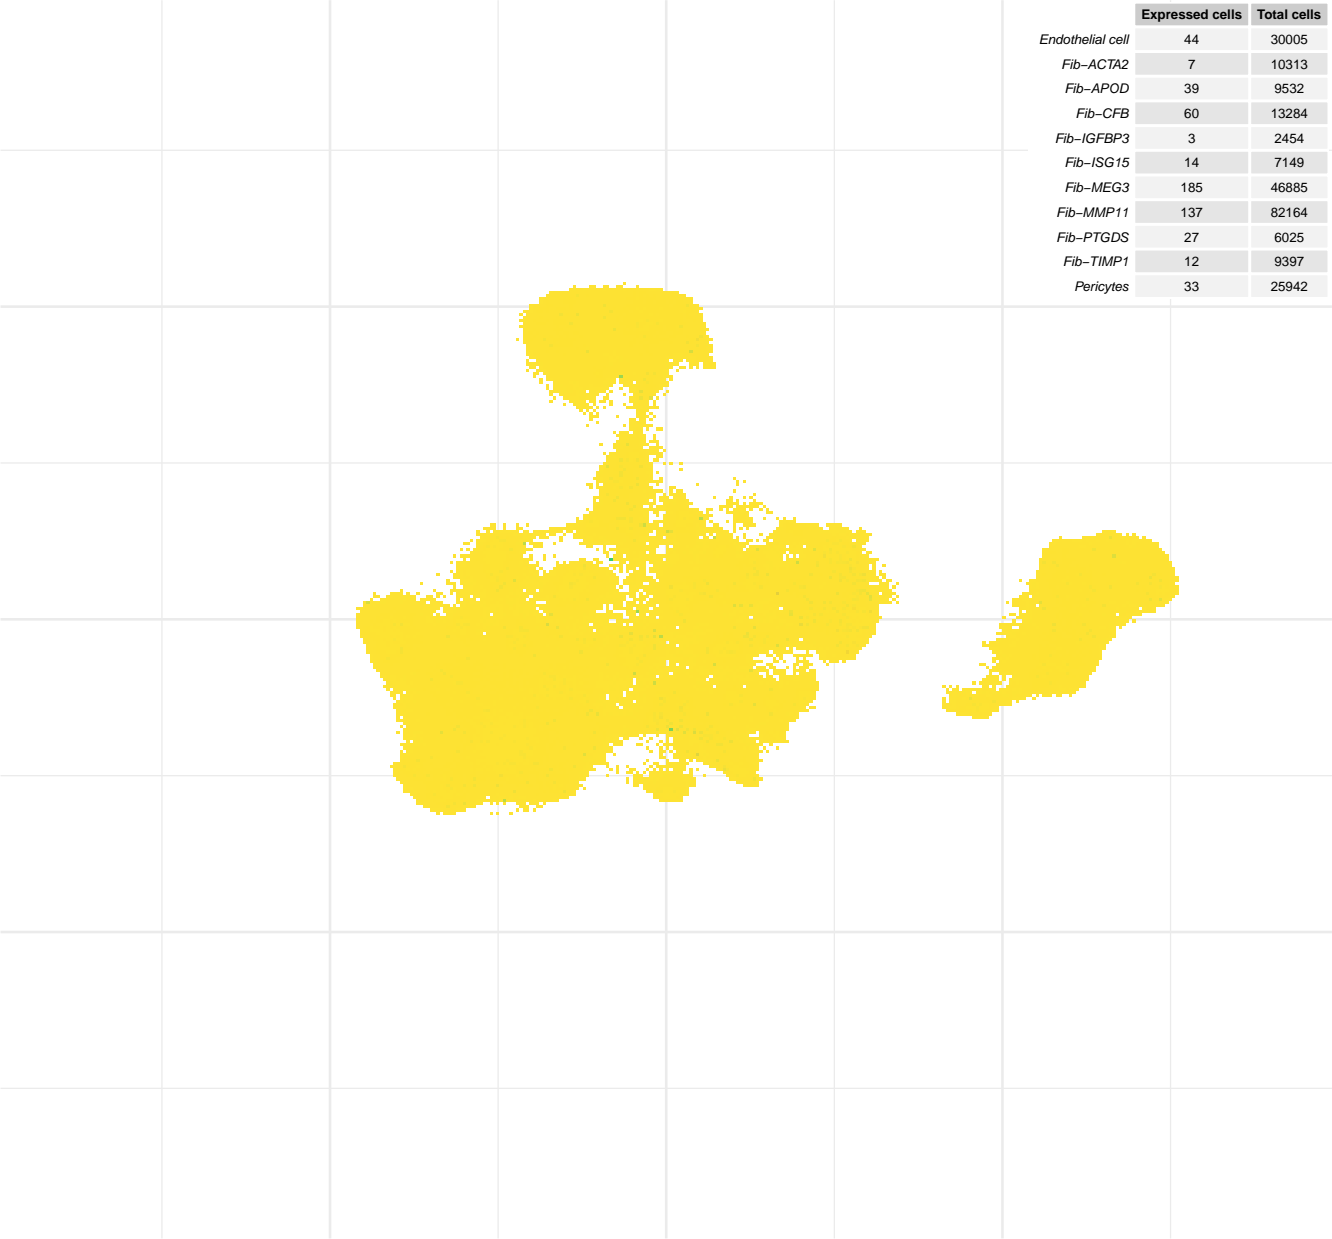 Expressed cells Total cells
Endothelial cell 44 30005
Fib−ACTA2 7 10313
Fib−APOD 39 9532
Fib−CFB 60 13284
Fib−IGFBP3 3 2454
Fib−ISG15 14 7149
Fib−MEG3 185 46885
Fib−MMP11 137 82164
Fib−PTGDS 27 6025
Fib−TIMP1 12 9397
Pericytes 33 25942